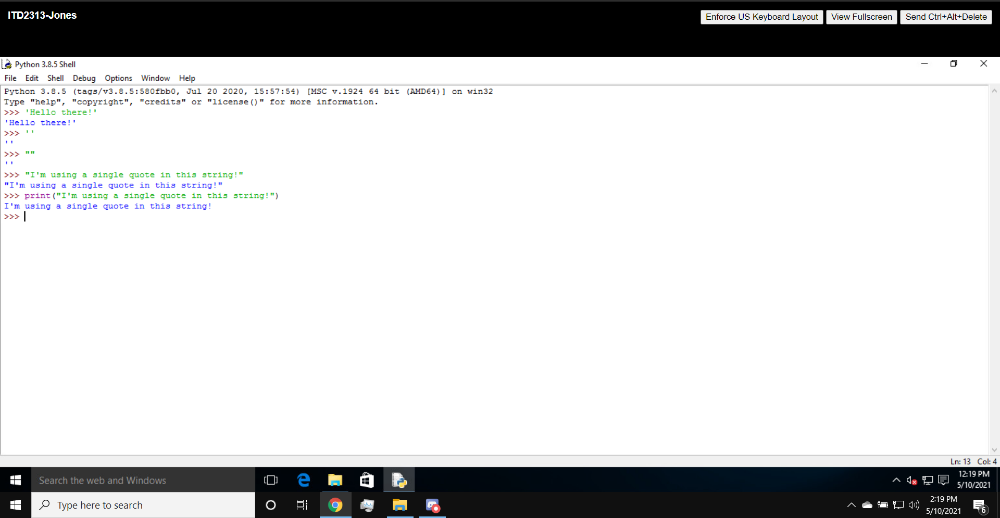 ITD2313-Jones
Enforce US Keyboard Layout View Fullscreen Send Ctrl+Alt+Delete
Python 3.8.5 Shell
File Edit Shell Debug Options Window Help
Python 3.8.5 (tags/v3.8.5:580fbb0, Jul 20 2020, 15:57:54) [MSC v.1924 64 bit (AMD64)] on win32
Type "help", "copyright", "credits" or "license()" for more information.
>>> 'Hello there!'
'Hello there!'
>>> ''
''
>>> ""
''
>>> "I'm using a single quote in this string!"
"I'm using a single quote in this string!"
>>> print("I'm using a single quote in this string!")
I'm using a single quote in this string!
>>>
Ln: 13 Col: 4
Search the web and Windows
12:19 PM
5/10/2021
Type here to search
2:19 PM
5/10/2021
6